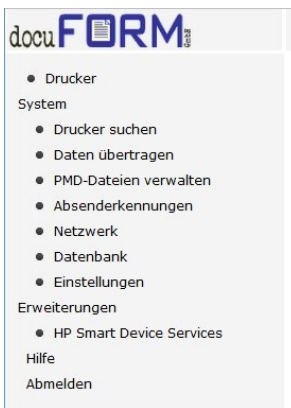 docuFORM GmbH
Drucker
System
Drucker suchen
Daten übertragen
PMD-Dateien verwalten
Absenderkennungen
Netzwerk
Datenbank
Einstellungen
Erweiterungen
HP Smart Device Services
Hilfe
Abmelden